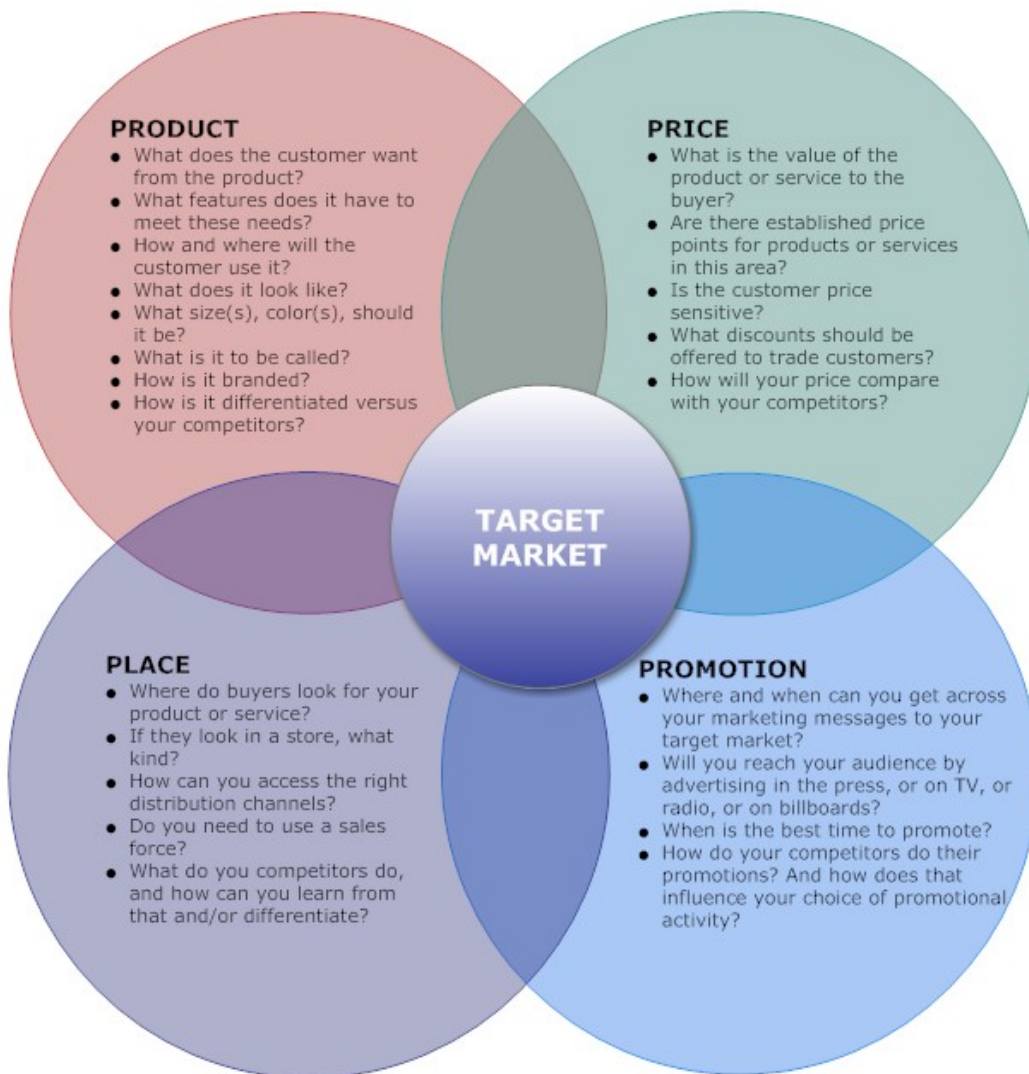 PRODUCT
● What does the customer want
from the product?
● What features does it have to
meet these needs?
● How and where will the
customer use it?
● What does it look like?
● What size(s), color(s), should
it be?
● What is it to be called?
● How is it branded?
● How is it differentiated versus
your competitors?
PRICE
● What is the value of the
product or service to the
buyer?
● Are there established price
points for products or services
in this area?
● Is the customer price
sensitive?
● What discounts should be
offered to trade customers?
● How will your price compare
with your competitors?
TARGET
MARKET
PLACE
● Where do buyers look for your
product or service?
● If they look in a store, what
kind?
● How can you access the right
distribution channels?
● Do you need to use a sales
force?
● What do you competitors do,
and how can you learn from
that and/or differentiate?
PROMOTION
● Where and when can you get across
your marketing messages to your
target market?
● Will you reach your audience by
advertising in the press, or on TV, or
radio, or on billboards?
● When is the best time to promote?
● How do your competitors do their
promotions? And how does that
influence your choice of promotional
activity?